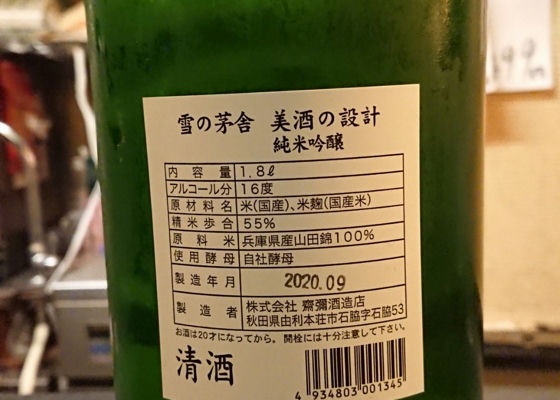 雪の茅舎 美酒の設計
純米吟醸
内容量 1.8ℓ
アルコール分 16度
原材料名 米(国産)、米麹(国産米)
精米歩合 55%
原料米 兵庫県産山田錦100%
使用酵母 自社酵母
製造年月 2020.09
製造者 株式会社 齋彌酒造店
秋田県由利本荘市石脇字石脇53
お酒は20才になってから。開栓には十分注意して下さい。
清酒
4 934803 001345